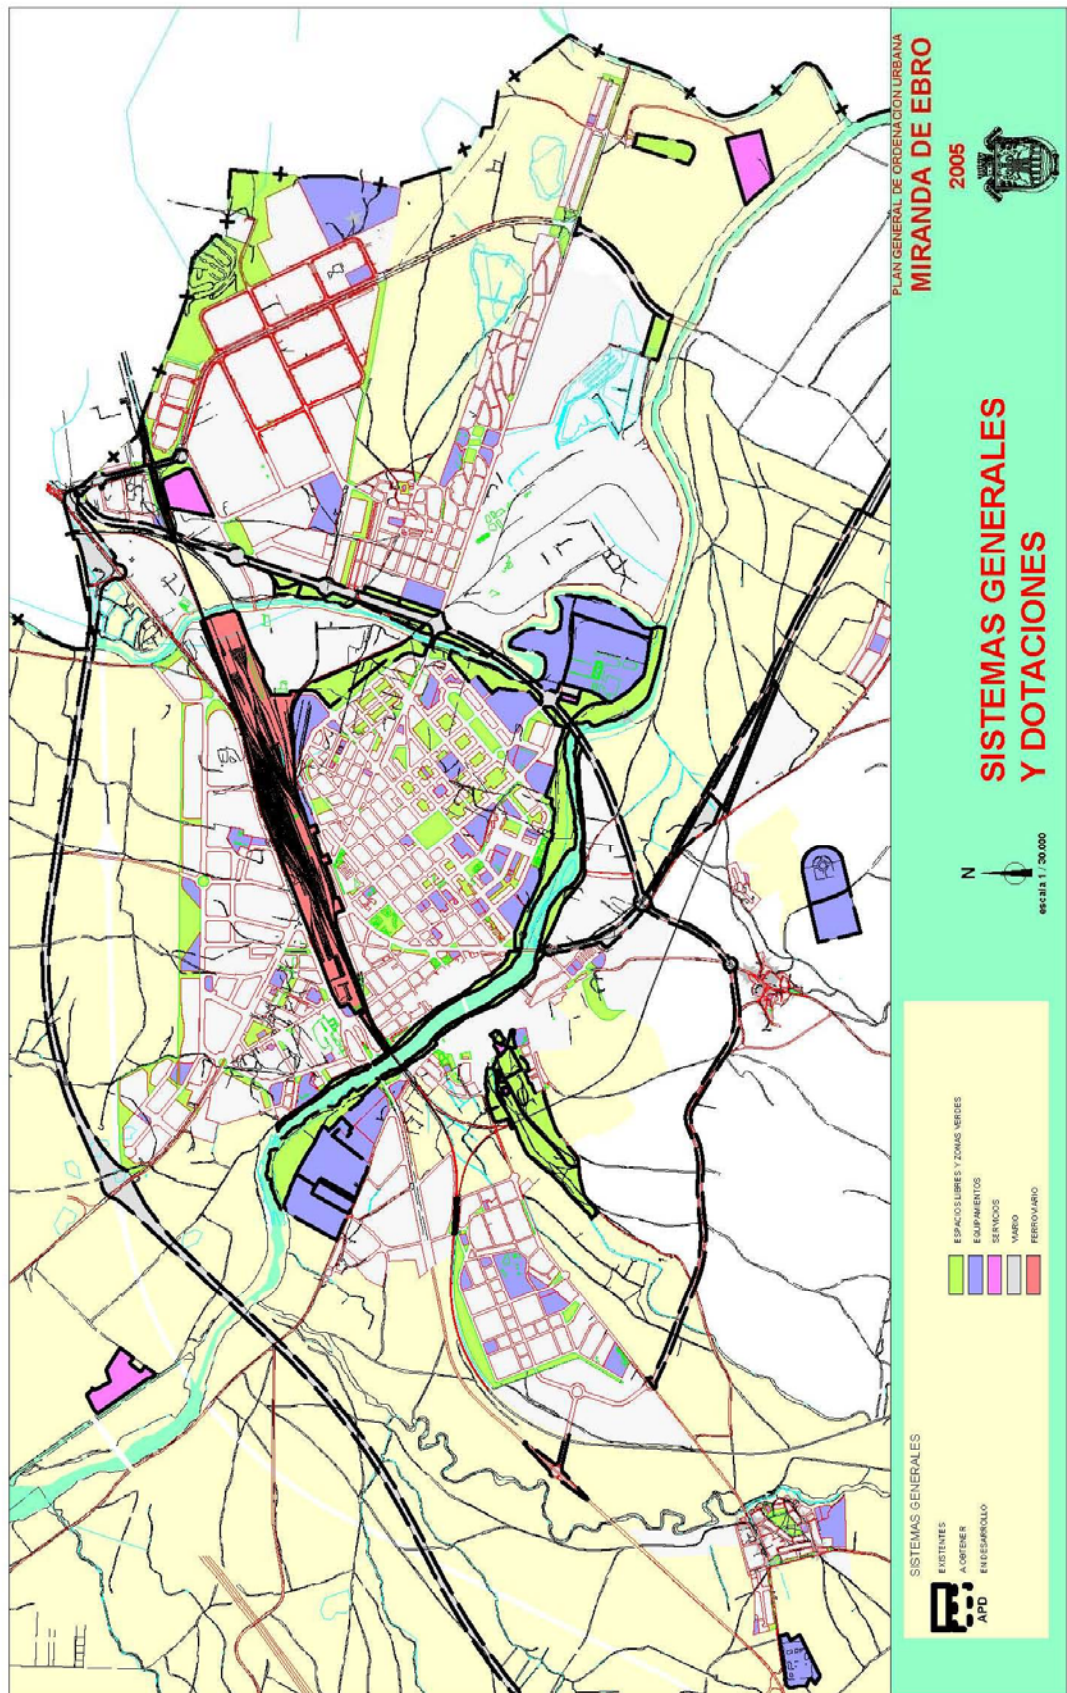 PLAN GENERAL DE ORDENACION URBANA
MIRANDA DE EBRO
2005
SISTEMAS GENERALES
Y DOTACIONES
N
escala 1 / 30.000
SISTEMAS GENERALES
EXISTENTES
A OBTENER
APD
EN DESARROLLO
ESPACIOS LIBRES Y ZONAS VERDES
EQUIPAMIENTOS
SERVICIOS
VIARIO
FERROVIARIO